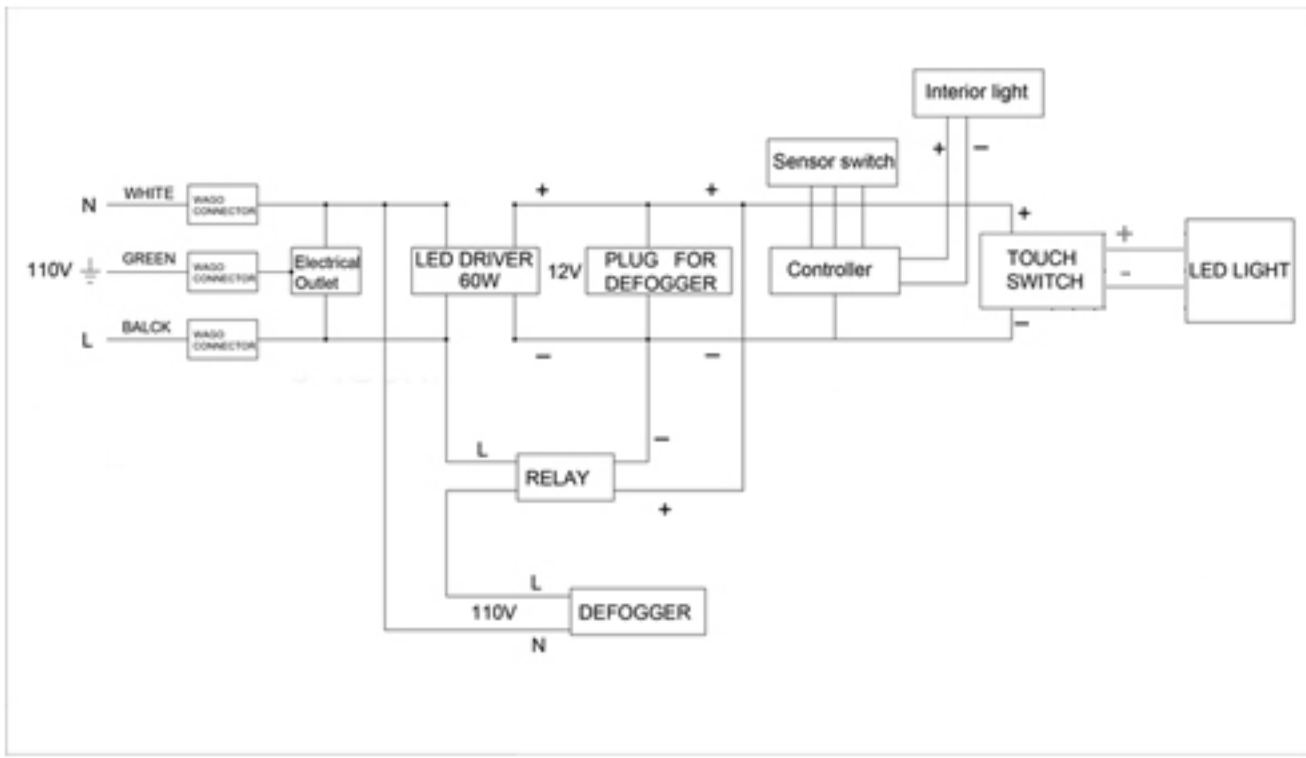 Interior light
+ −
Sensor switch
N WHITE WAGO
CONNECTOR
+ +
+
110V GREEN WAGO
CONNECTOR
Electrical
Outlet
LED DRIVER
60W
12V
PLUG FOR
DEFOGGER
Controller
TOUCH
SWITCH
+
-
LED LIGHT
L BALCK WAGO
CONNECTOR
− −
−
L
RELAY
−
+
L
110V
N
DEFOGGER